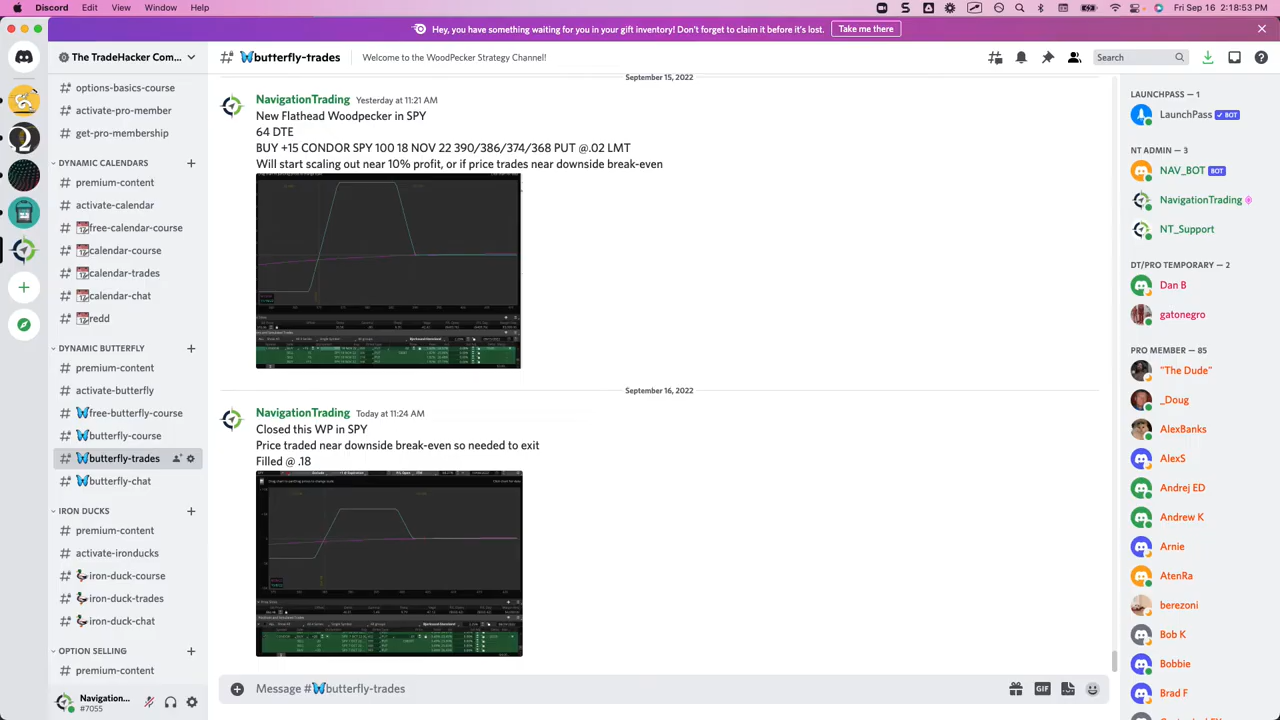 Discord Edit View Window Help
2:18:53 PM
Hey, you have something waiting for you in your gift inventory! Don't forget to claim it before it's lost. Take me there
The TradeHacker Com...
butterfly-trades
Welcome to the WoodPecker Strategy Channel!
Search
options-basics-course
activate-pro-member
get-pro-membership
DYNAMIC CALENDARS
premium-content
activate-calendar
free-calendar-course
calendar-course
calendar-trades
calendar-chat
redd
DYNAMIC BUTTERFLY
premium-content
activate-butterfly
free-butterfly-course
butterfly-course
butterfly-trades
butterfly-chat
IRON DUCKS
premium-content
activate-ironducks
iron-duck-course
iron-duck-trades
iron-duck-chat
OPTION SELLING
premium-content
Navigation...
#7055
September 15, 2022
NavigationTrading Yesterday at 11:21 AM
New Flathead Woodpecker in SPY
64 DTE
BUY +15 CONDOR SPY 100 18 NOV 22 390/386/374/368 PUT @.02 LMT
Will start scaling out near 10% profit, or if price trades near downside break-even
September 16, 2022
NavigationTrading Today at 11:24 AM
Closed this WP in SPY
Price traded near downside break-even so needed to exit
Filled @ .18
Message #butterfly-trades
GIF
LAUNCHPASS — 1
LaunchPass ✓ BOT
NT ADMIN — 3
NAV_BOT BOT
NavigationTrading
NT_Support
DT/PRO TEMPORARY — 2
Dan B
gatonegro
PRO MEMBER — 85
"The Dude"
_Doug
AlexBanks
AlexS
Andrej ED
Andrew K
Arnie
AtenRa
berezoni
Bob K
Bobbie
Brad F